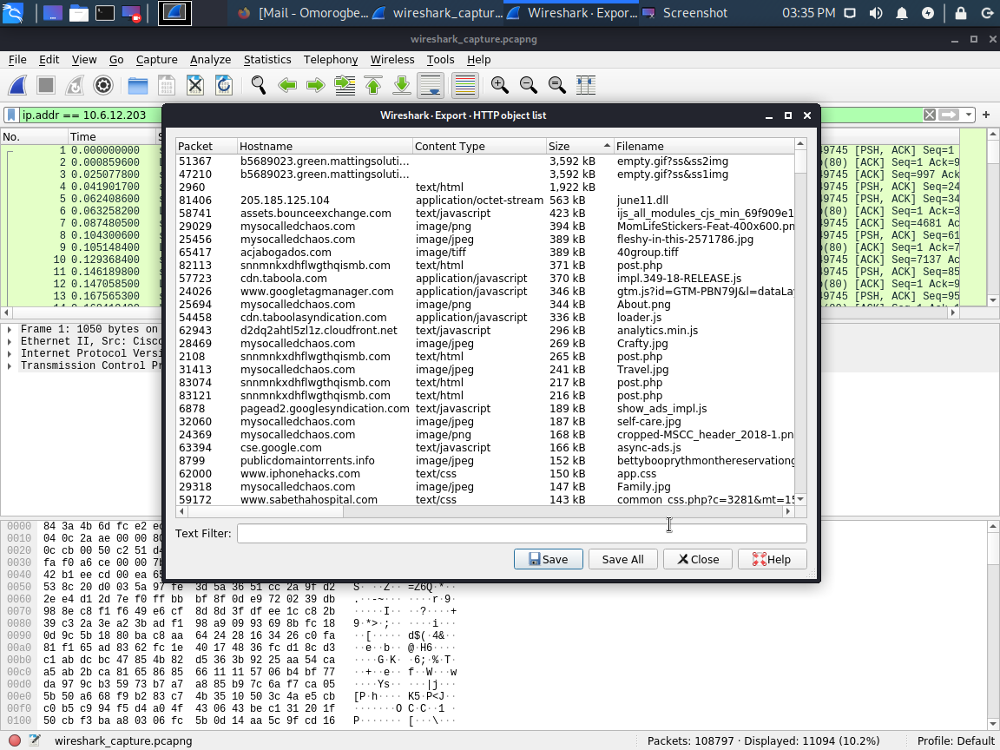 [Mail - Omorogbe... wireshark_captur... Wireshark · Expor... Screenshot 03:35 PM
wireshark_capture.pcapng
File Edit View Go Capture Analyze Statistics Telephony Wireless Tools Help
ip.addr == 10.6.12.203
Wireshark · Export · HTTP object list
No. Time
1 0.000000000
2 0.000859600
3 0.025077800
4 0.041901700
5 0.062408600
6 0.063258200
7 0.087480500
8 0.104300600
9 0.105148400
10 0.129368400
11 0.146189800
12 0.147058500
13 0.167565300
Packet Hostname Content Type Size Filename
51367 b5689023.green.mattingsoluti... 3,592 kB empty.gif?ss&ss2img
47210 b5689023.green.mattingsoluti... 3,592 kB empty.gif?ss&ss1img
2960 text/html 1,922 kB
81406 205.185.125.104 application/octet-stream 563 kB june11.dll
58741 assets.bounceexchange.com text/javascript 423 kB ijs_all_modules_cjs_min_69f909e1
29029 mysocalledchaos.com image/png 394 kB MomLifeStickers-Feat-400x600.pn
25456 mysocalledchaos.com image/jpeg 389 kB fleshy-in-this-2571786.jpg
65417 acjabogados.com image/tiff 389 kB 40group.tiff
82113 snnmnkxdhflwgthqismb.com text/html 371 kB post.php
57723 cdn.taboola.com application/javascript 370 kB impl.349-18-RELEASE.js
24026 www.googletagmanager.com application/javascript 346 kB gtm.js?id=GTM-PBN79J&l=dataLa
25694 mysocalledchaos.com image/png 344 kB About.png
54458 cdn.taboolasyndication.com application/javascript 336 kB loader.js
62943 d2dq2ahtl5zl1z.cloudfront.net text/javascript 296 kB analytics.min.js
28469 mysocalledchaos.com image/jpeg 269 kB Crafty.jpg
2108 snnmnkxdhflwgthqismb.com text/html 265 kB post.php
31413 mysocalledchaos.com image/jpeg 241 kB Travel.jpg
83074 snnmnkxdhflwgthqismb.com text/html 217 kB post.php
83121 snnmnkxdhflwgthqismb.com text/html 216 kB post.php
6878 pagead2.googlesyndication.com text/javascript 189 kB show_ads_impl.js
32060 mysocalledchaos.com image/jpeg 187 kB self-care.jpg
24369 mysocalledchaos.com image/png 168 kB cropped-MSCC_header_2018-1.pn
63394 cse.google.com text/javascript 166 kB async-ads.js
8799 publicdomaintorrents.info image/jpeg 152 kB bettybooprythmonthereservation
62000 www.iphonehacks.com text/css 150 kB app.css
29318 mysocalledchaos.com image/jpeg 147 kB Family.jpg
59172 www.sabethahospital.com text/css 143 kB common_css.php?c=3281&mt=15
Text Filter:
Save Save All Close Help
49745 [PSH, ACK] Seq=1
p(80) [ACK] Seq=1 Ack=9
49745 [PSH, ACK] Seq=997 Ac
49745 [PSH, ACK] Seq=24
p(80) [ACK] Seq=1 Ack=3
49745 [PSH, ACK] Seq=4681 Ac
49745 [PSH, ACK] Seq=61
p(80) [ACK] Seq=1 Ack=7
49745 [PSH, ACK] Seq=7137 Ac
49745 [PSH, ACK] Seq=85
49745 [PSH, ACK] Seq=95
Frame 1: 1050 bytes on
Ethernet II, Src: Cisco
Internet Protocol Versi
Transmission Control Pr
0000 84 3a 4b 6d fc e2
0010 04 0c 2a ae 00 00 80
0020 0c cb 00 50 c2 51 d4
0030 fa f0 a6 ce 00 00 7b
0040 42 b1 ee cd 00 ea 65
0050 53 8c 20 d0 03 5a 97 fe 3d 5a 36 51 cc 2a 9f d2 S· ··Z·· =Z6Q·*··
0060 2e e4 d1 2d 7e f0 ff bb bf 8f 0d e9 72 02 39 db .··-~··· ····r·9·
0070 98 8e c8 f1 f6 49 e6 cf 8d 8d 3f df ee 1c c8 2b ·····I·· ··?····+
0080 39 c3 2a 3e a2 3b ad f1 98 a9 09 93 69 8b fc 18 9·*>·;·· ····i···
0090 0d 9c 5b 18 80 ba c8 aa 64 24 28 16 34 26 c0 fa ··[····· d$(·4&··
00a0 81 f1 65 ad 83 62 fc 1e 40 17 48 36 fc d1 8c d3 ··e··b·· @·H6····
00b0 c1 ab dc bc 47 85 4b 82 d5 36 3b 92 25 aa 54 ca ····G·K· ·6;·%·T·
00c0 a5 ab 2b ca 81 65 86 85 66 11 11 57 06 b4 bf 77 ··+··e·· f··W···w
00d0 da 97 9c b3 59 73 b7 a7 a8 85 b9 7c 6a f7 ca 05 ····Ys·· ···|j···
00e0 5b 50 a6 68 f9 b2 83 c7 4b 35 10 50 3c 4a e5 cb [P·h···· K5·P<J··
00f0 c0 b5 c9 94 f5 d4 a0 4f 43 06 43 be c1 31 20 1f ·······O C·C··1 ·
0100 50 cb f3 ba a8 03 06 fc 5b 0d 14 aa 5c 9f cd 16 P······· [···\···
wireshark_capture.pcapng Packets: 108797 · Displayed: 11094 (10.2%) Profile: Default